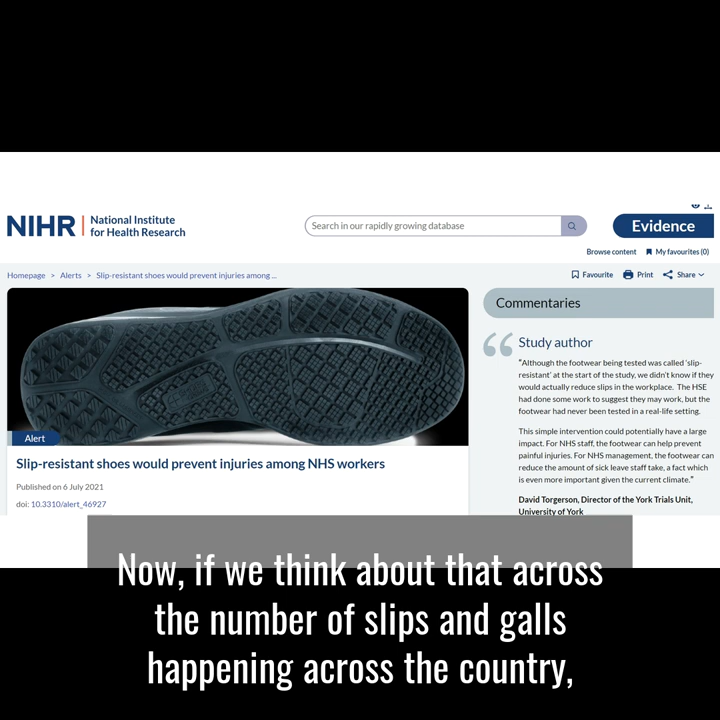 NIHR | National Institute
for Health Research
Search in our rapidly growing database
Evidence
Browse content
My favourites (0)
Homepage > Alerts > Slip-resistant shoes would prevent injuries among ...
Favourite
Print
Share
Alert
Slip-resistant shoes would prevent injuries among NHS workers
Published on 6 July 2021
doi: 10.3310/alert_46927
Commentaries
Study author
"Although the footwear being tested was called 'slip-
resistant' at the start of the study, we didn't know if they
would actually reduce slips in the workplace. The HSE
had done some work to suggest they may work, but the
footwear had never been tested in a real-life setting.
This simple intervention could potentially have a large
impact. For NHS staff, the footwear can help prevent
painful injuries. For NHS management, the footwear can
reduce the amount of sick leave staff take, a fact which
is even more important given the current climate."
David Torgerson, Director of the York Trials Unit,
University of York
Now, if we think about that across
the number of slips and galls
happening across the country,